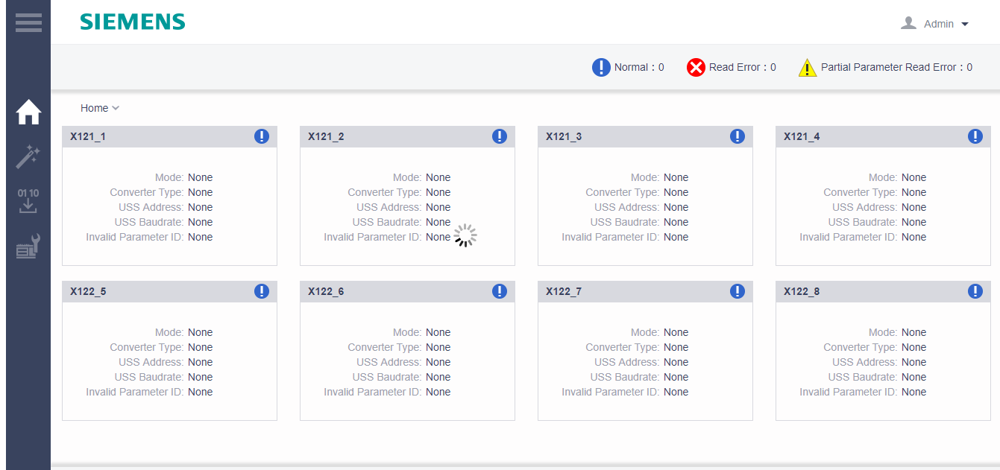 SIEMENS
Admin
Normal : 0 Read Error : 0 Partial Parameter Read Error : 0
Home
X121_1 X121_2 X121_3 X121_4
Mode: None Mode: None Mode: None Mode: None
Converter Type: None Converter Type: None Converter Type: None Converter Type: None
USS Address: None USS Address: None USS Address: None USS Address: None
USS Baudrate: None USS Baudrate: None USS Baudrate: None USS Baudrate: None
01 10
Invalid Parameter ID: None Invalid Parameter ID: None Invalid Parameter ID: None Invalid Parameter ID: None
X122_5 X122_6 X122_7 X122_8
Mode: None Mode: None Mode: None Mode: None
Converter Type: None Converter Type: None Converter Type: None Converter Type: None
USS Address: None USS Address: None USS Address: None USS Address: None
USS Baudrate: None USS Baudrate: None USS Baudrate: None USS Baudrate: None
Invalid Parameter ID: None Invalid Parameter ID: None Invalid Parameter ID: None Invalid Parameter ID: None